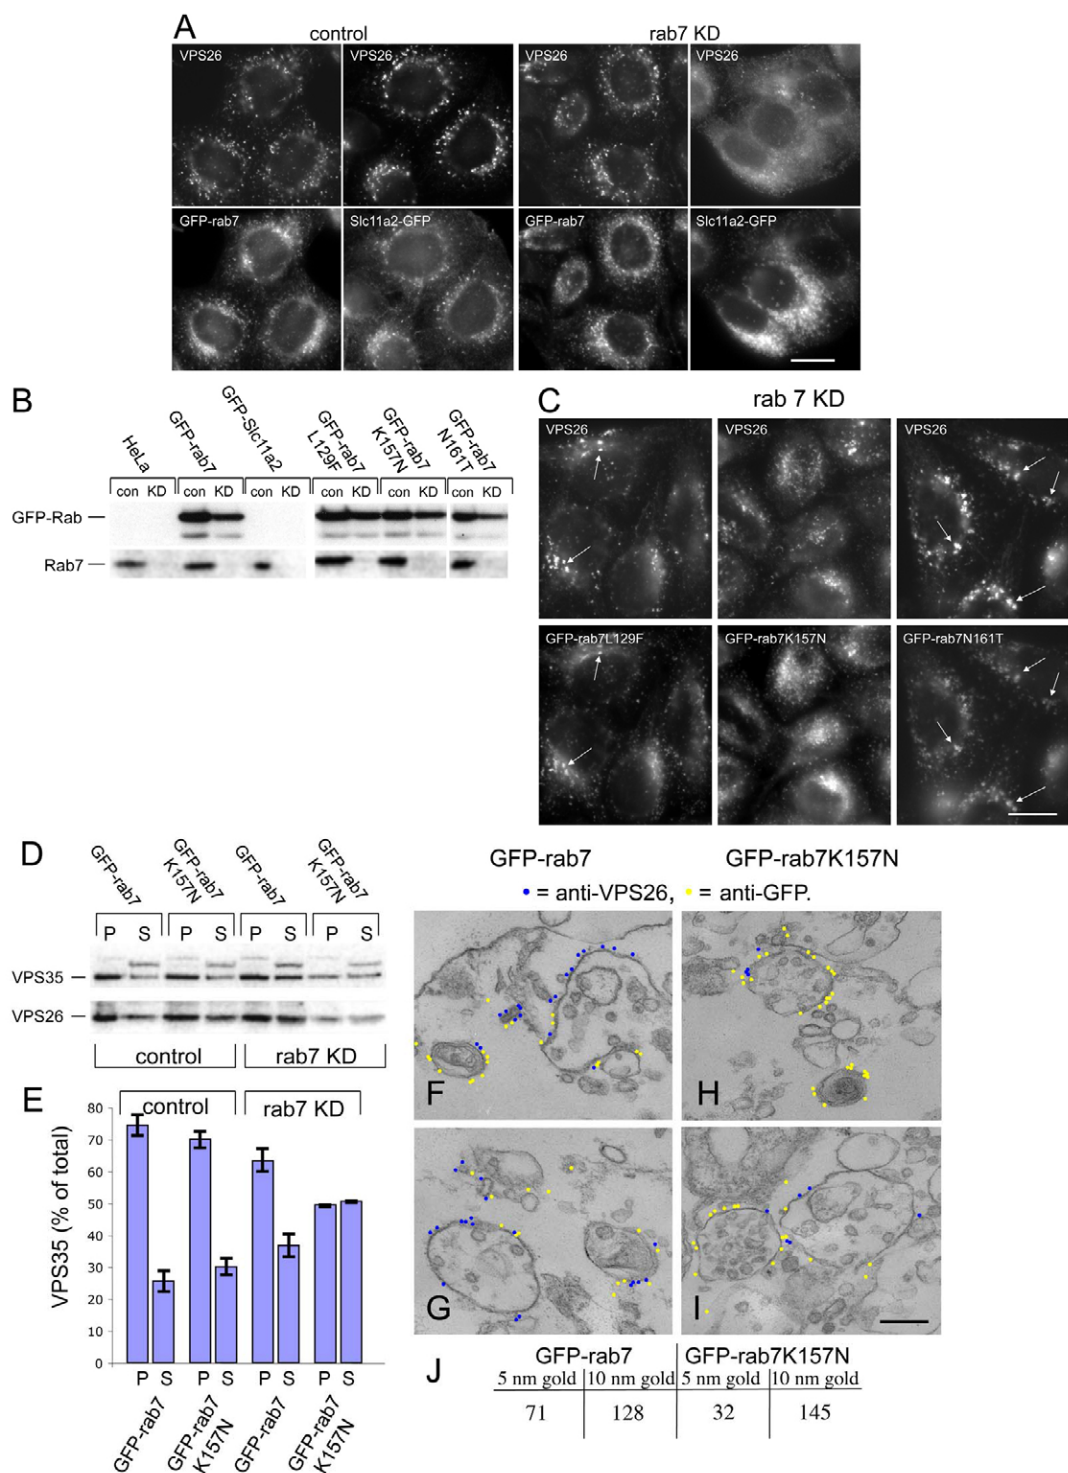 A
control
rab7 KD
VPS26
VPS26
VPS26
VPS26
GFP-rab7
Slc11a2-GFP
GFP-rab7
Slc11a2-GFP
B
HeLa
GFP-rab7
GFP-Slc11a2
GFP-rab7
L129F
GFP-rab7
K157N
GFP-rab7
N161T
con KD
con KD
con KD
con KD
con KD
con KD
GFP-Rab
Rab7
C
rab 7 KD
VPS26
VPS26
VPS26
GFP-rab7L129F
GFP-rab7K157N
GFP-rab7N161T
D
GFP-rab7
GFP-rab7
K157N
GFP-rab7
GFP-rab7
K157N
P S P S P S P S
VPS35
VPS26
control
rab7 KD
E
control
rab7 KD
VPS35 (% of total)
80
70
60
50
40
30
20
10
0
P S P S P S P S
GFP-rab7
GFP-rab7
K157N
GFP-rab7
GFP-rab7
K157N
GFP-rab7
GFP-rab7K157N
= anti-VPS26, = anti-GFP.
F
H
G
I
J
GFP-rab7
GFP-rab7K157N
5 nm gold 10 nm gold 5 nm gold 10 nm gold
71 128 32 145